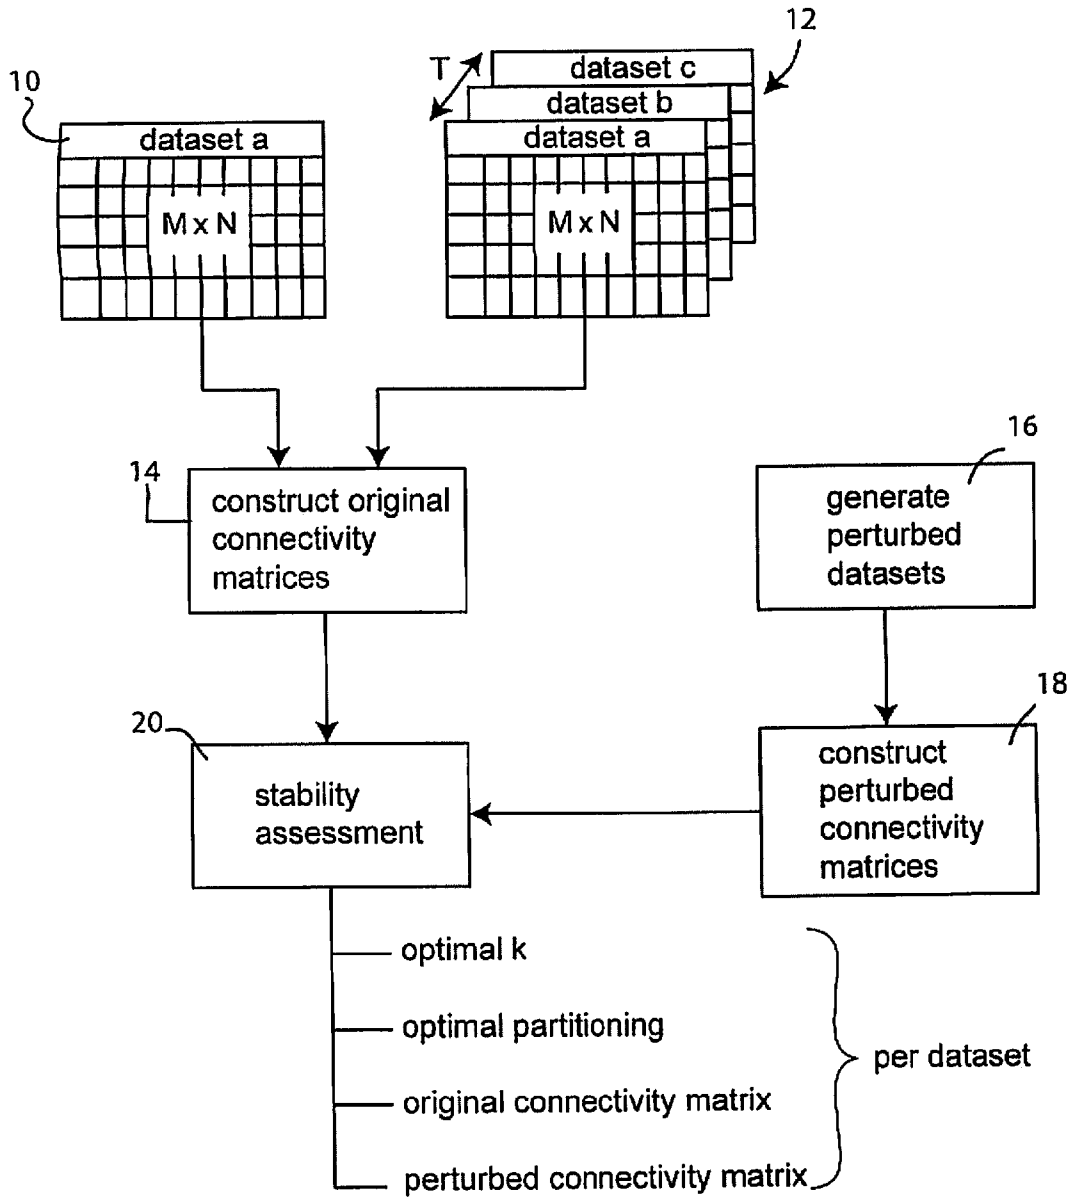 12
T
dataset c
dataset b
dataset a
M x N
10
dataset a
M x N
14
construct original
connectivity
matrices
16
generate
perturbed
datasets
20
stability
assessment
18
construct
perturbed
connectivity
matrices
optimal k
optimal partitioning
original connectivity matrix
perturbed connectivity matrix
per dataset